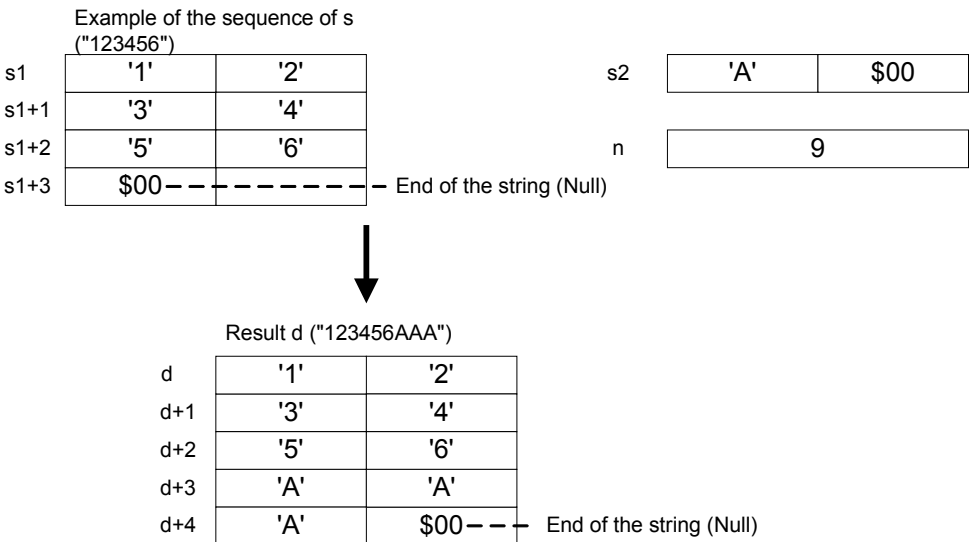 Example of the sequence of s
("123456")
s1 '1' '2' s2 'A' $00
s1+1 '3' '4'
s1+2 '5' '6' n 9
s1+3 $00 End of the string (Null)
Result d ("123456AAA")
d '1' '2'
d+1 '3' '4'
d+2 '5' '6'
d+3 'A' 'A'
d+4 'A' $00 End of the string (Null)